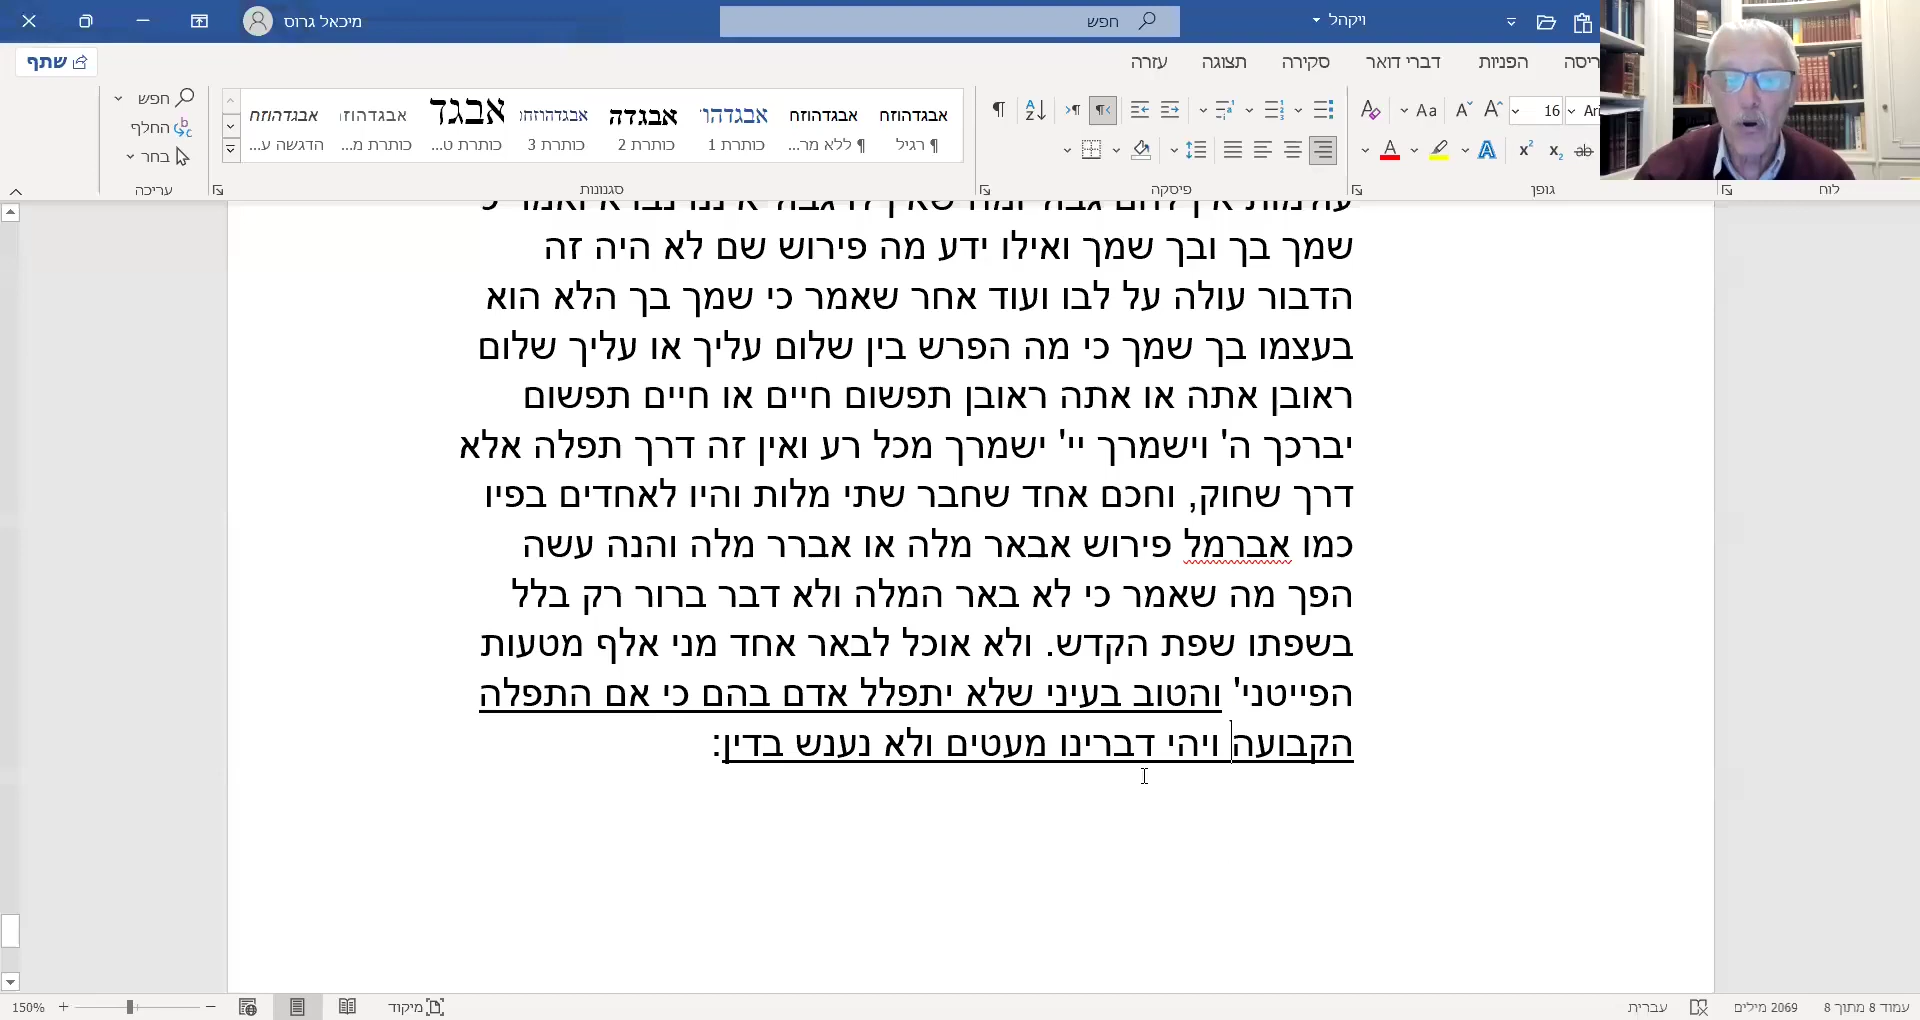 מיכאל גרוס
חפש
ויקהל
שתף
עזרה
תצוגה
סקירה
דברי דואר
הפניות
ריסה
חפש
החלף
בחר
עריכה
אבגדהוזח
הדגשה ע...
אבגדהוזו
כותרת מ...
אבגד
כותרת ט...
אבגדהוזחנ
כותרת 3
אבגדה
כותרת 2
אבגדהו
כותרת 1
אבגדהוזח
¶ ללא מר...
אבגדהוזח
¶ רגיל
סגנונות
פיסקה
16
Ari
Aa
גופן
לוח
שמך בך ובך שמך ואילו ידע מה פירוש שם לא היה זה
הדבור עולה על לבו ועוד אחר שאמר כי שמך בך הלא הוא
בעצמו בך שמך כי מה הפרש בין שלום עליך או עליך שלום
ראובן אתה או אתה ראובן תפשום חיים או חיים תפשום
יברכך ה' וישמרך יי' ישמרך מכל רע ואין זה דרך תפלה אלא
דרך שחוק, וחכם אחד שחבר שתי מלות והיו לאחדים בפיו
כמו אברמל פירוש אבאר מלה או אברר מלה והנה עשה
הפך מה שאמר כי לא באר המלה ולא דבר ברור רק בלל
בשפתו שפת הקדש. ולא אוכל לבאר אחד מני אלף מטעות
הפייטני' והטוב בעיני שלא יתפלל אדם בהם כי אם התפלה
הקבועה ויהי דברינו מעטים ולא נענש בדין:
150%
מיקוד
עברית
2069 מילים
עמוד 8 מתוך 8